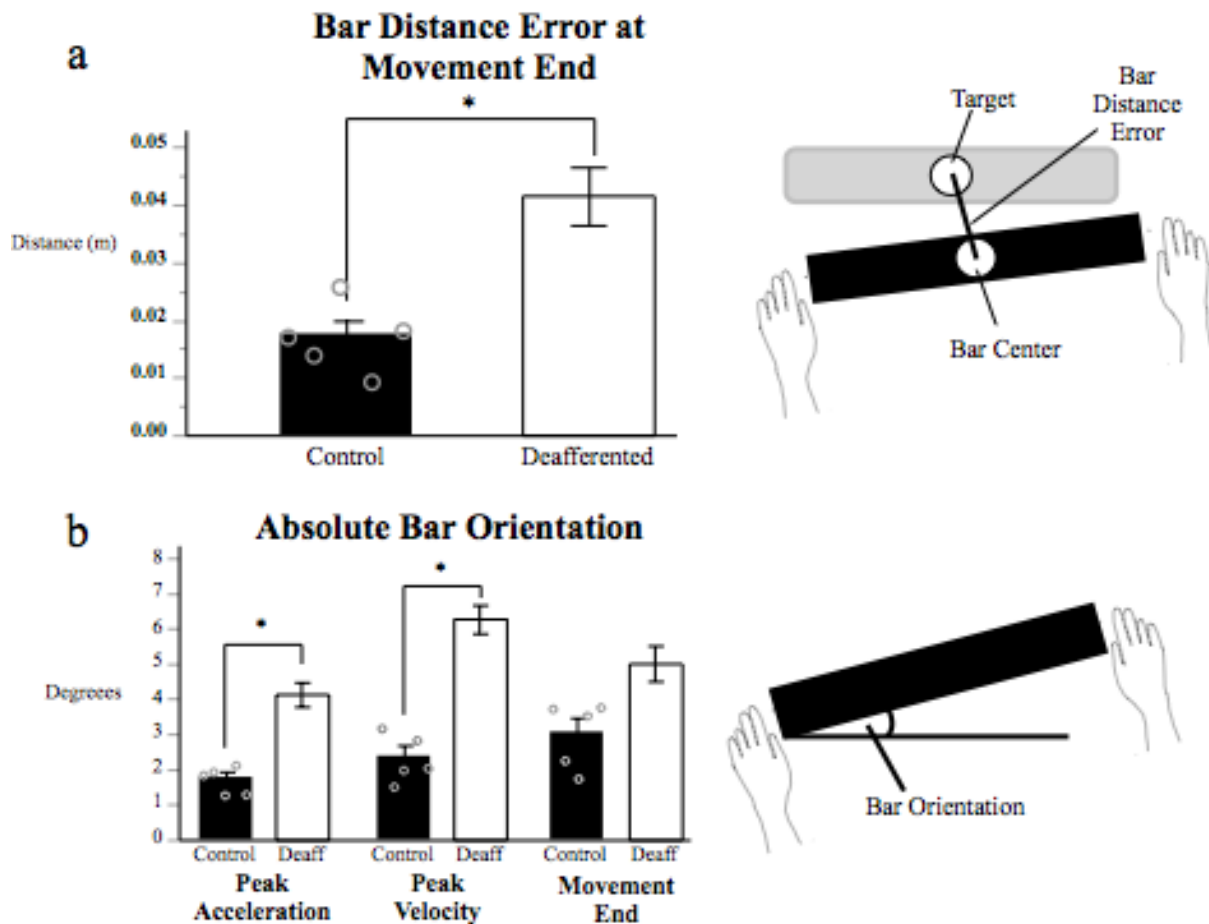 a
Bar Distance Error at
Movement End
*
0.05
0.04
0.03
0.02
0.01
0.00
Distance (m)
Control
Deafferented
Target
Bar
Distance
Error
Bar Center
b
Absolute Bar Orientation
8
7
6
5
4
3
2
1
0
Degreees
*
*
Control
Deaff
Control
Deaff
Control
Deaff
Peak
Acceleration
Peak
Velocity
Movement
End
Bar Orientation